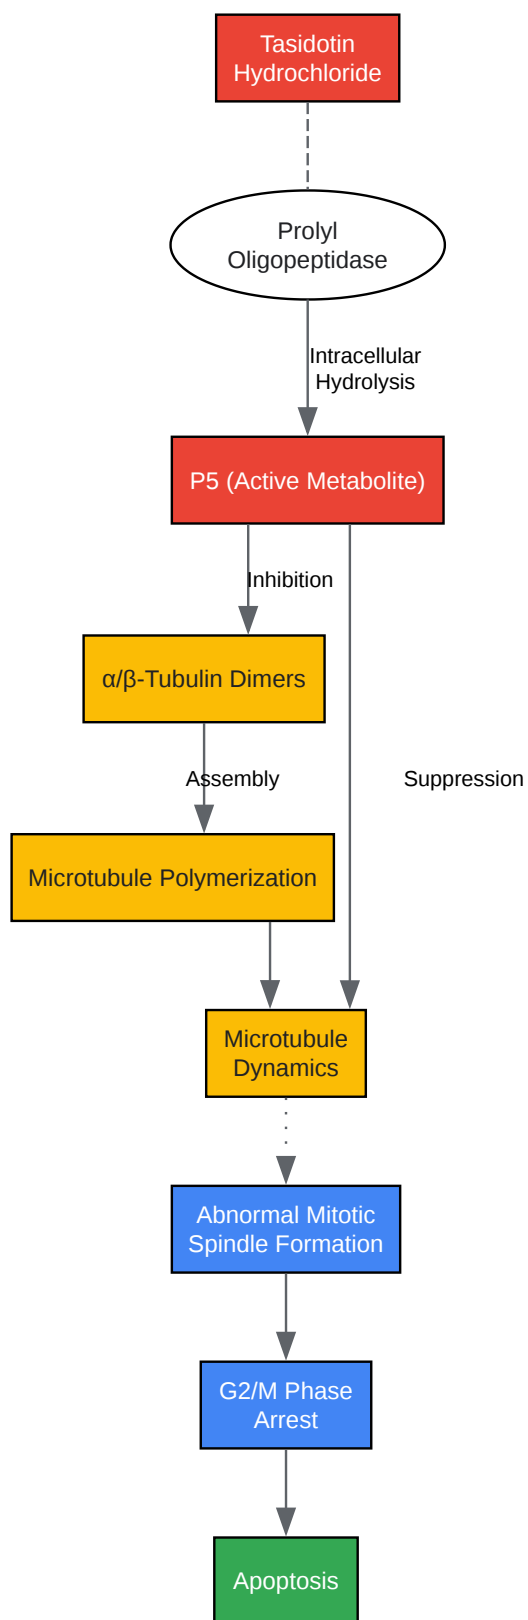 Tasidotin
Hydrochloride
Prolyl
Oligopeptidase
Intracellular
Hydrolysis
P5 (Active Metabolite)
Inhibition
α/β-Tubulin Dimers
Assembly
Suppression
Microtubule Polymerization
Microtubule
Dynamics
Abnormal Mitotic
Spindle Formation
G2/M Phase
Arrest
Apoptosis